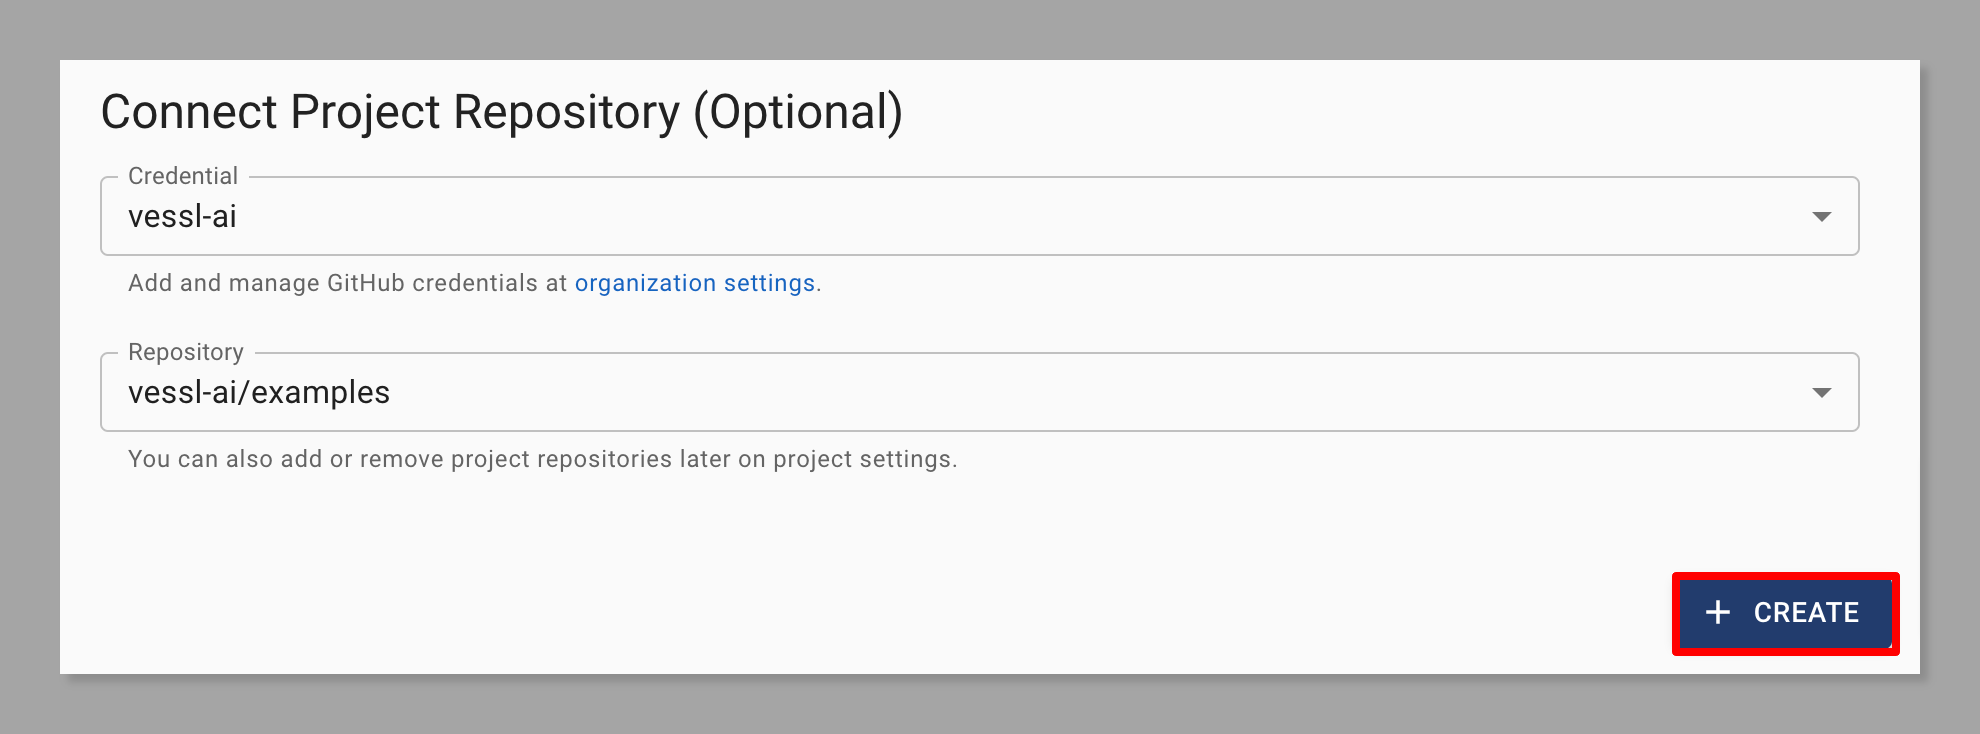 Connect Project Repository (Optional)
Credential
vessl-ai
Add and manage GitHub credentials at organization settings.
Repository
vessl-ai/examples
You can also add or remove project repositories later on project settings.
+ CREATE